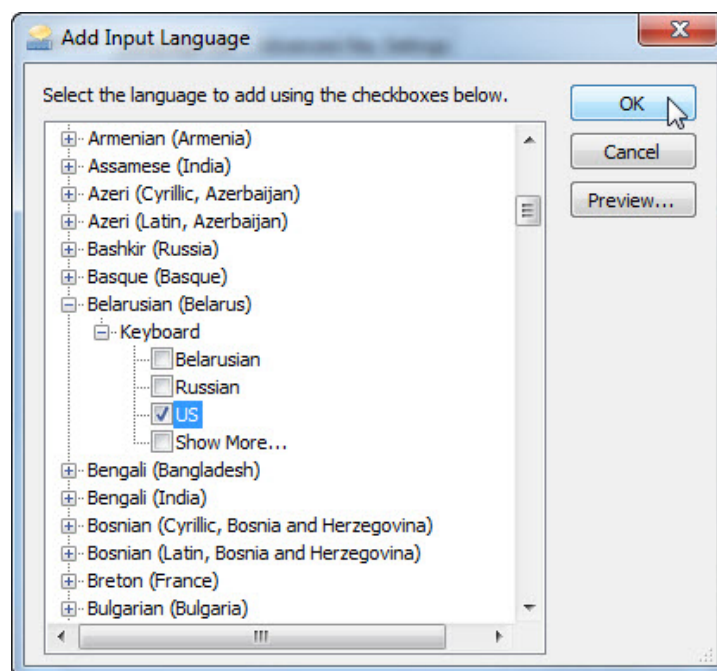 Add Input Language
Select the language to add using the checkboxes below.
OK
Cancel
Preview...
Armenian (Armenia)
Assamese (India)
Azeri (Cyrillic, Azerbaijan)
Azeri (Latin, Azerbaijan)
Bashkir (Russia)
Basque (Basque)
Belarusian (Belarus)
Keyboard
Belarusian
Russian
US
Show More...
Bengali (Bangladesh)
Bengali (India)
Bosnian (Cyrillic, Bosnia and Herzegovina)
Bosnian (Latin, Bosnia and Herzegovina)
Breton (France)
Bulgarian (Bulgaria)